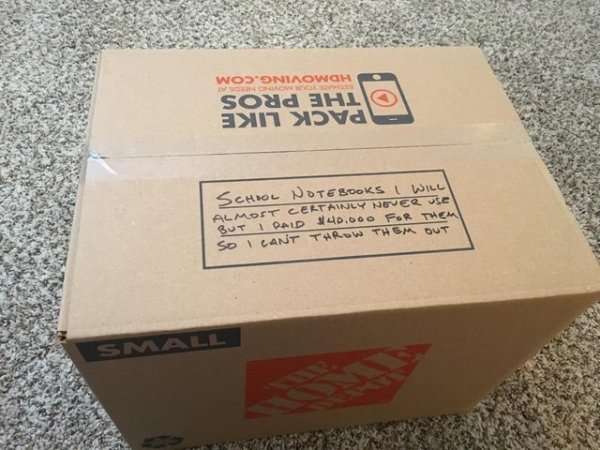 PACK LIKE
THE PROS
ESTIMATE YOUR MOVING NEEDS AT
HDMOVING.COM
SCHOOL NOTEBOOKS I WILL
ALMOST CERTAINLY NEVER USE
BUT I PAID $40,000 FOR THEM
SO I CANT THROW THEM OUT
SMALL
THE
HOME
DEPOT